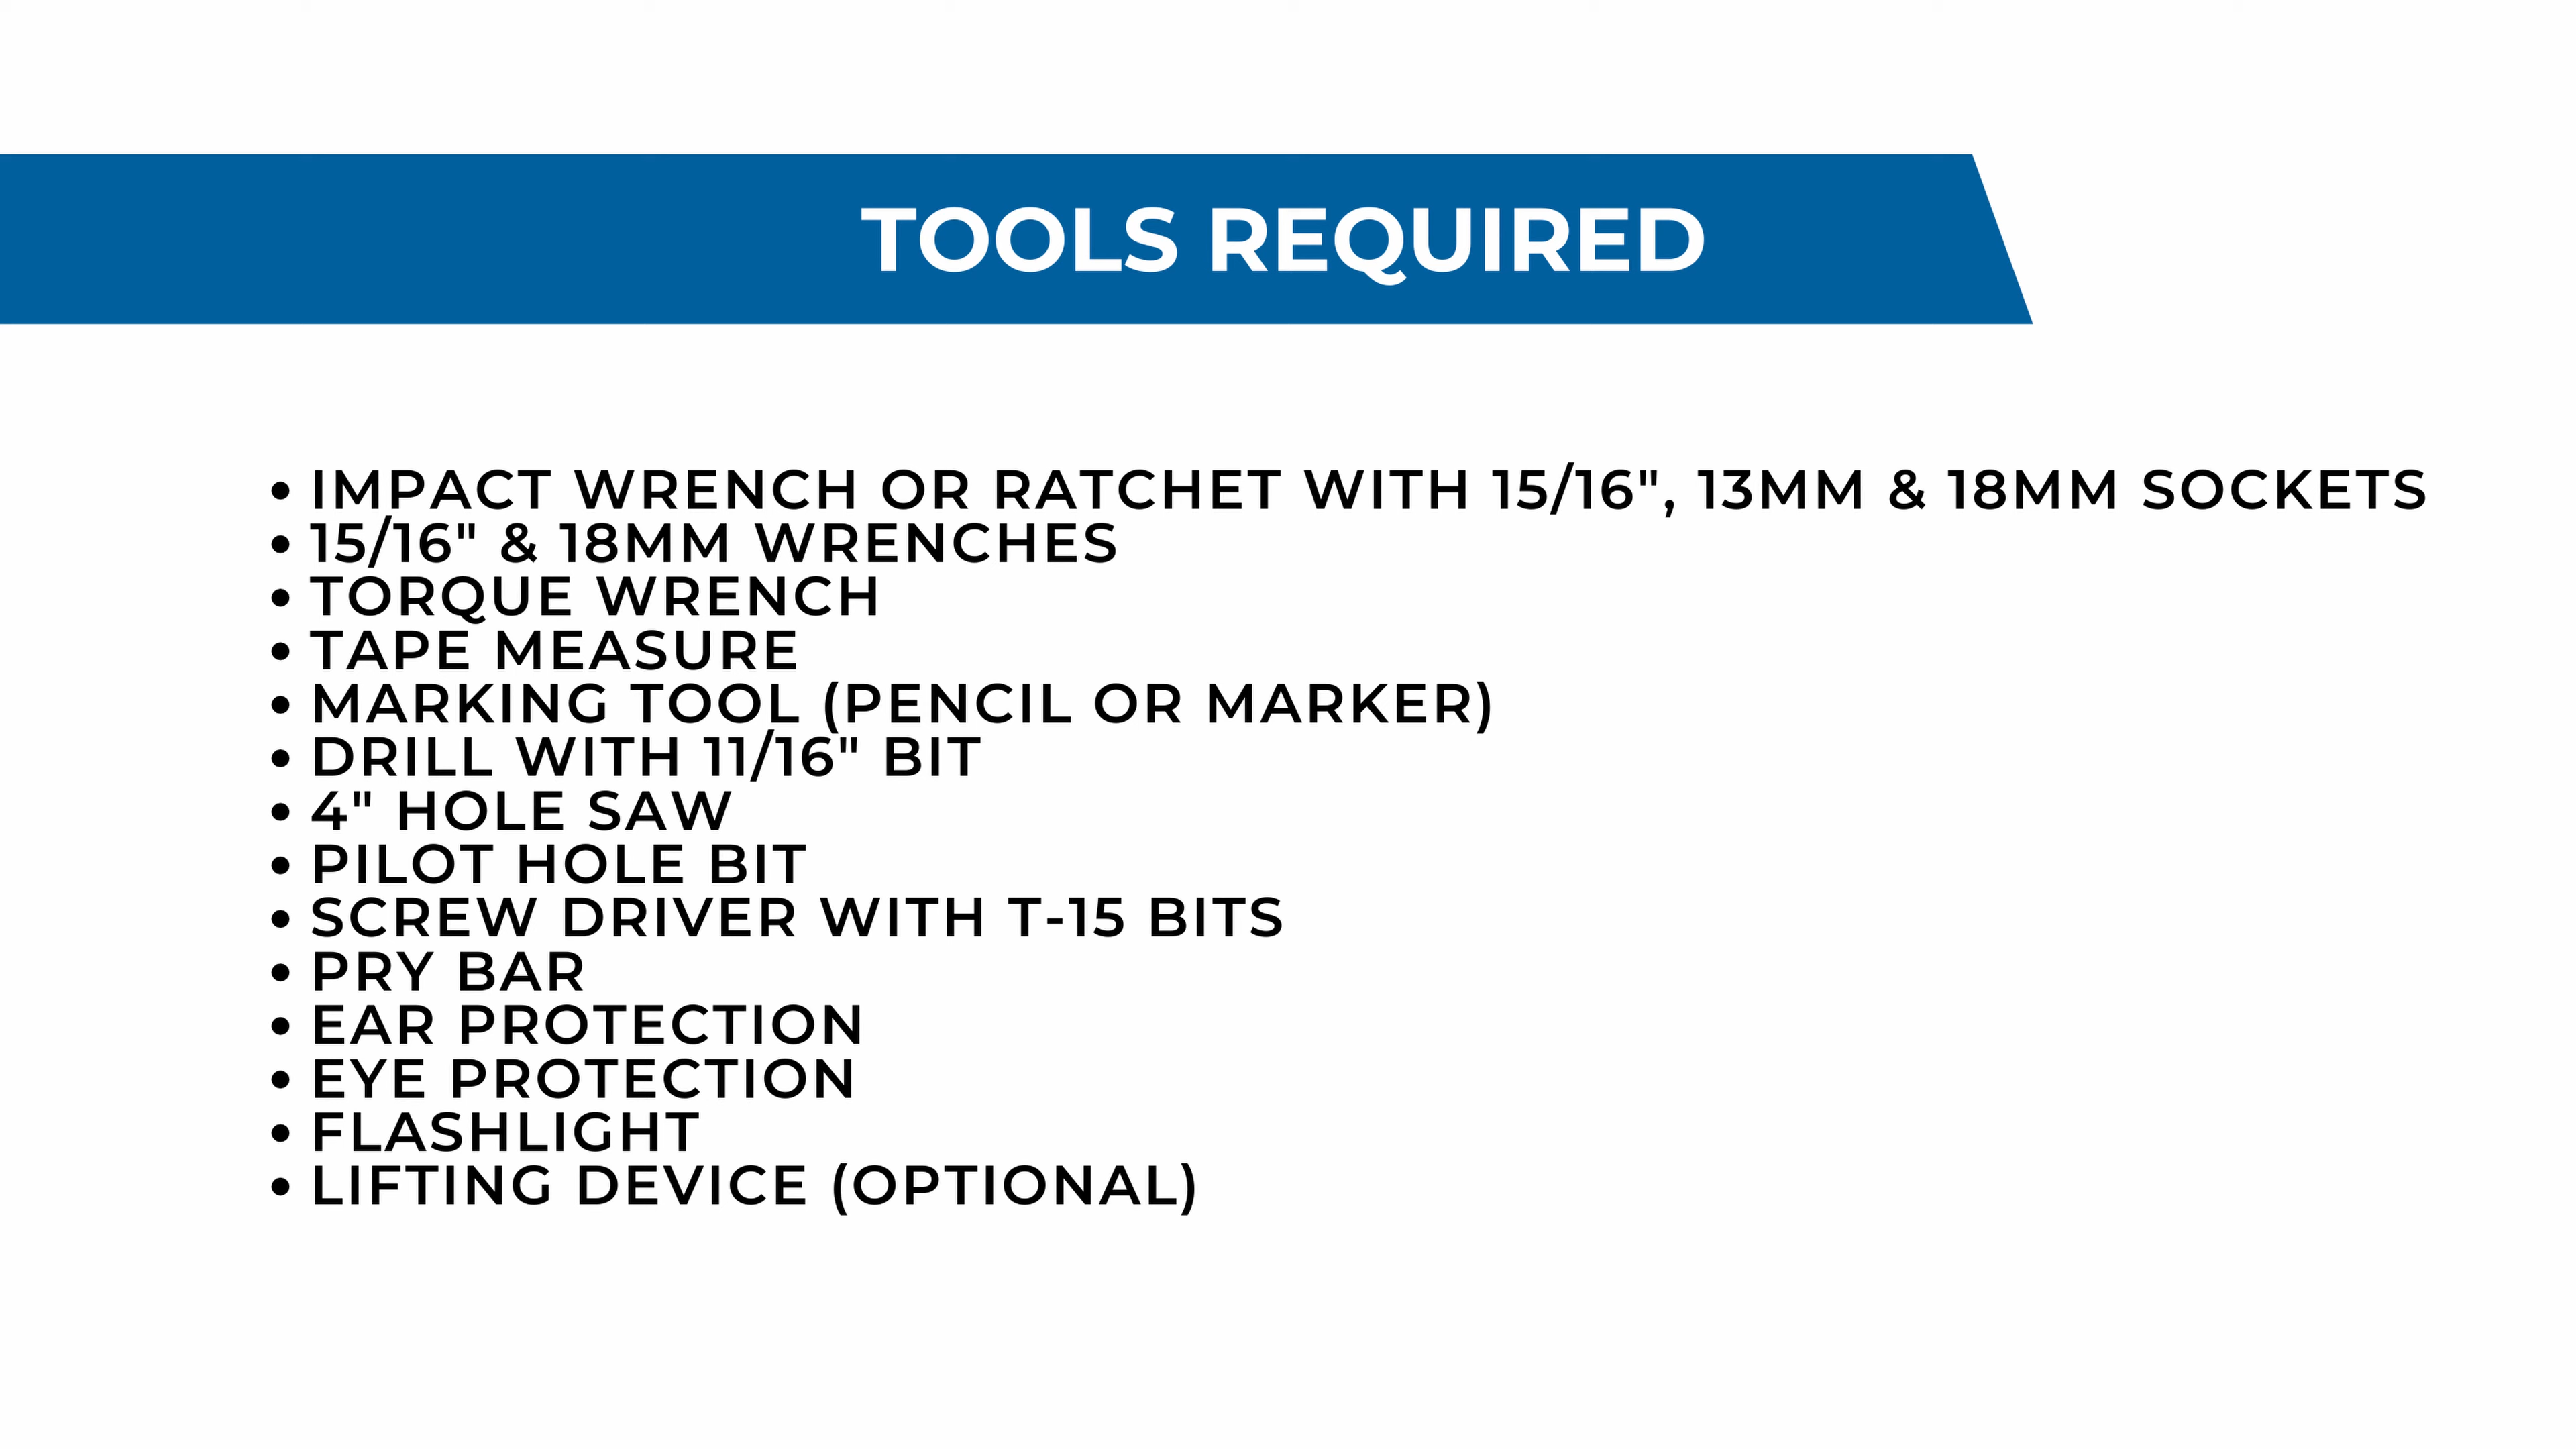 TOOLS REQUIRED
• IMPACT WRENCH OR RATCHET WITH 15/16", 13MM & 18MM SOCKETS
• 15/16" & 18MM WRENCHES
• TORQUE WRENCH
• TAPE MEASURE
• MARKING TOOL (PENCIL OR MARKER)
• DRILL WITH 11/16" BIT
• 4" HOLE SAW
• PILOT HOLE BIT
• SCREW DRIVER WITH T-15 BITS
• PRY BAR
• EAR PROTECTION
• EYE PROTECTION
• FLASHLIGHT
• LIFTING DEVICE (OPTIONAL)